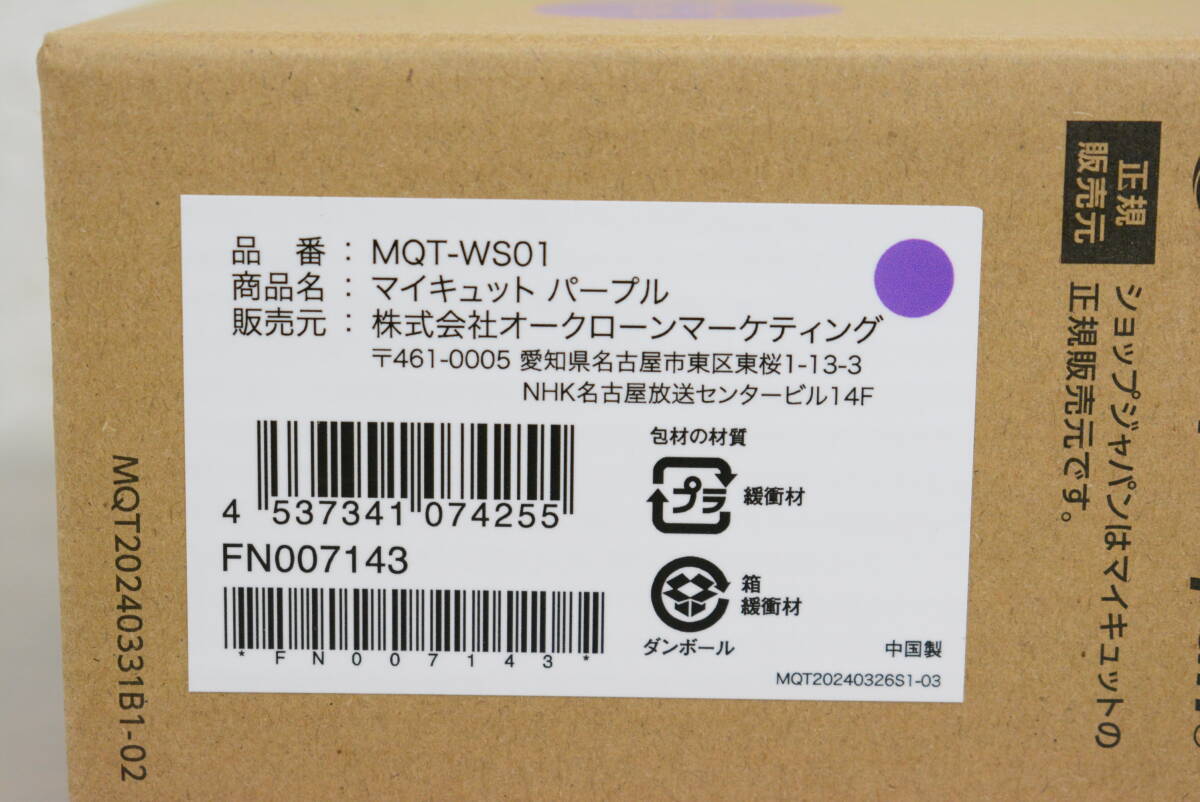 品 番 : MQT-WS01
商品名 : マイキュット パープル
販売元 : 株式会社オークローンマーケティング
〒461-0005 愛知県名古屋市東区東桜1-13-3
NHK名古屋放送センタービル14F
4 537341 074255
FN007143
*FN007143*
包材の材質
プラ
緩衝材
箱
緩衝材
ダンボール
中国製
MQT20240326S1-03
MQT20240331B1-02
正規
販売元
ショップジャパンはマイキュットの
正規販売元です。